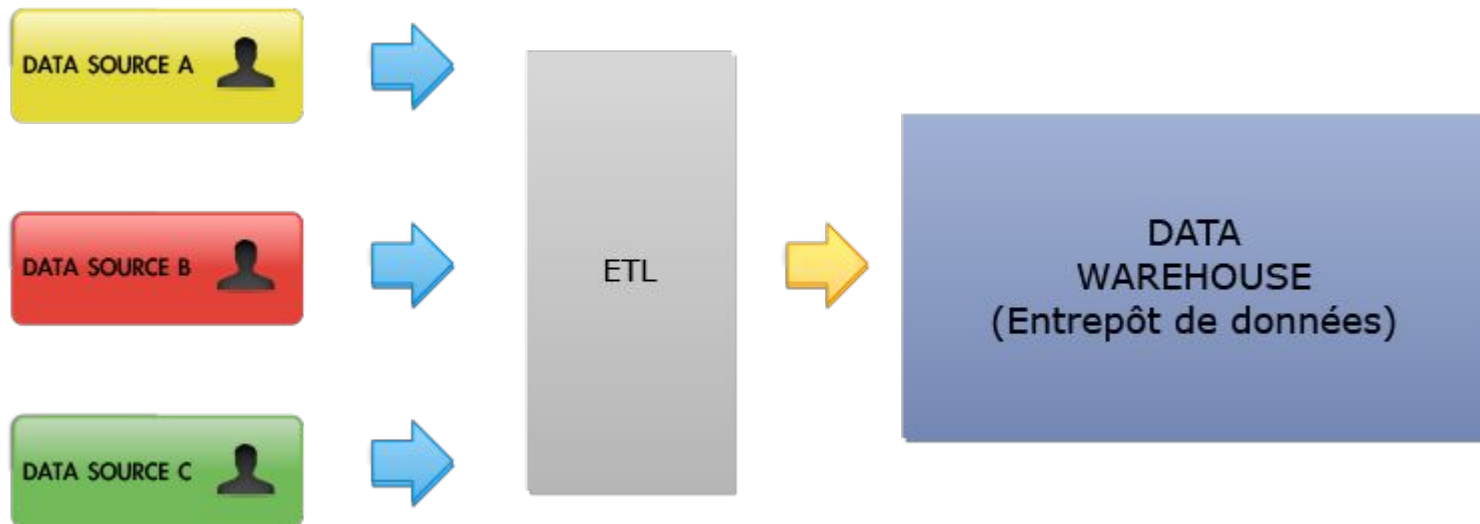 DATA SOURCE A
DATA SOURCE B
DATA SOURCE C
ETL
DATA
WAREHOUSE
(Entrepôt de données)